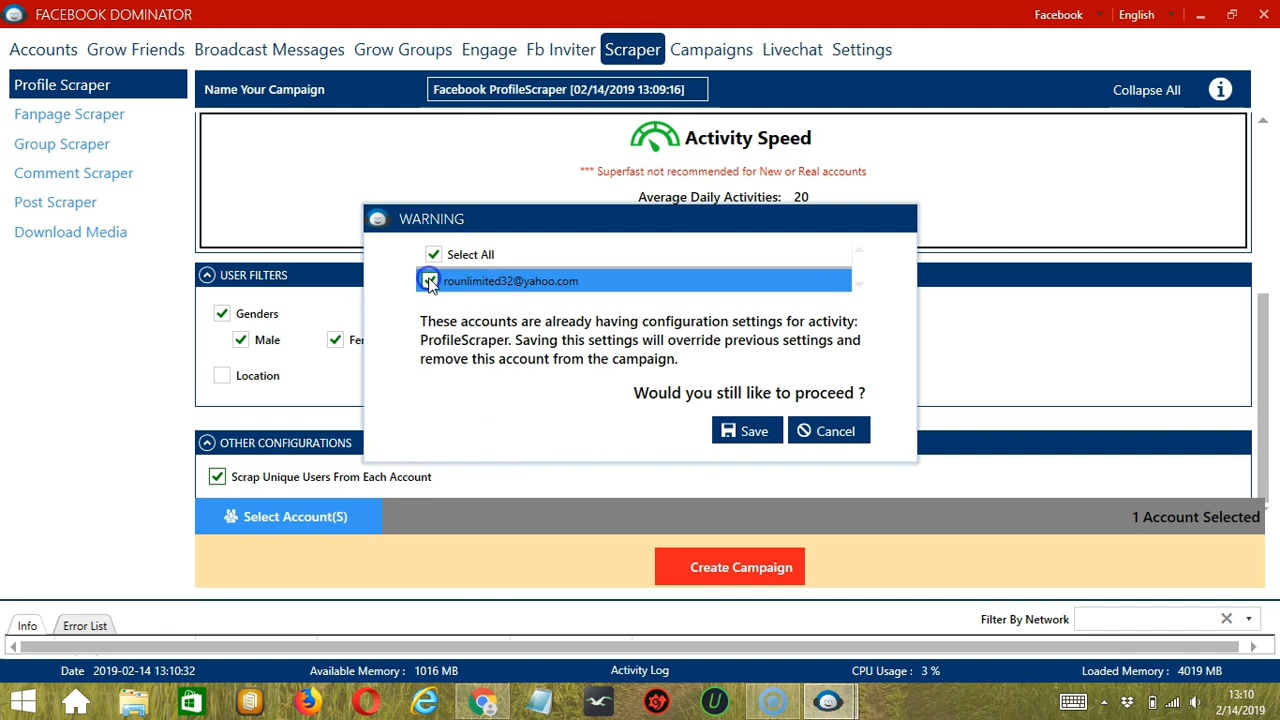 FACEBOOK DOMINATOR
Facebook
English
Accounts Grow Friends Broadcast Messages Grow Groups Engage Fb Inviter Scraper Campaigns Livechat Settings
Profile Scraper
Fanpage Scraper
Group Scraper
Comment Scraper
Post Scraper
Download Media
Name Your Campaign
Facebook ProfileScraper [02/14/2019 13:09:16]
Collapse All
Activity Speed
*** Superfast not recommended for New or Real accounts
Average Daily Activities: 20
WARNING
Select All
rounlimited32@yahoo.com
These accounts are already having configuration settings for activity:
ProfileScraper. Saving this settings will override previous settings and
remove this account from the campaign.
Would you still like to proceed ?
Save
Cancel
USER FILTERS
Genders
Male
Fe
Location
OTHER CONFIGURATIONS
Scrap Unique Users From Each Account
Select Account(S)
1 Account Selected
Create Campaign
Info
Error List
Filter By Network
Date 2019-02-14 13:10:32
Available Memory : 1016 MB
Activity Log
CPU Usage : 3 %
Loaded Memory : 4019 MB
13:10
2/14/2019